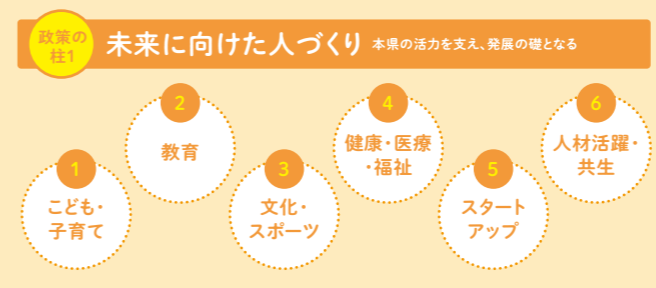 政策の
柱1
未来に向けた人づくり
本県の活力を支え、発展の礎となる
1
こども・
子育て
2
教育
3
文化・
スポーツ
4
健康・医療
・福祉
5
スタート
アップ
6
人材活躍・
共生